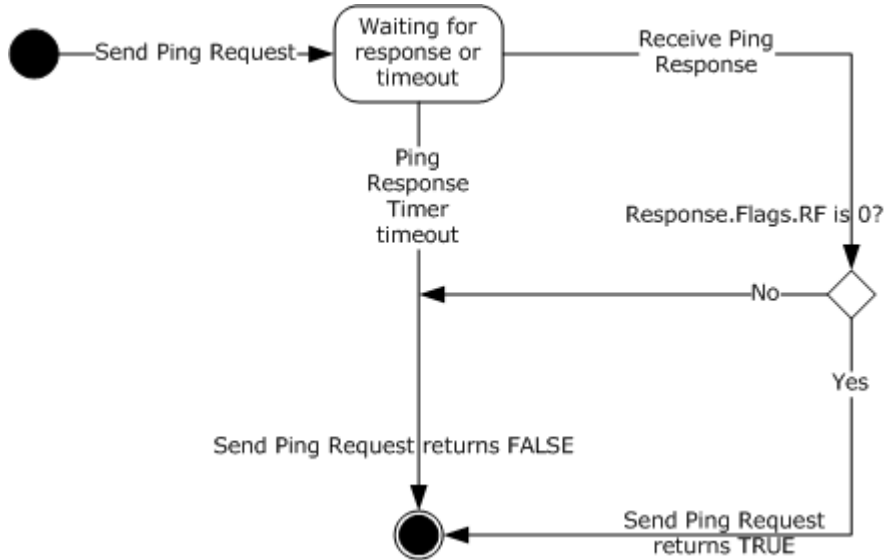 Send Ping Request
Waiting for
response or
timeout
Receive Ping
Response
Ping
Response
Timer
timeout
Response.Flags.RF is 0?
No
Yes
Send Ping Request returns FALSE
Send Ping Request
returns TRUE